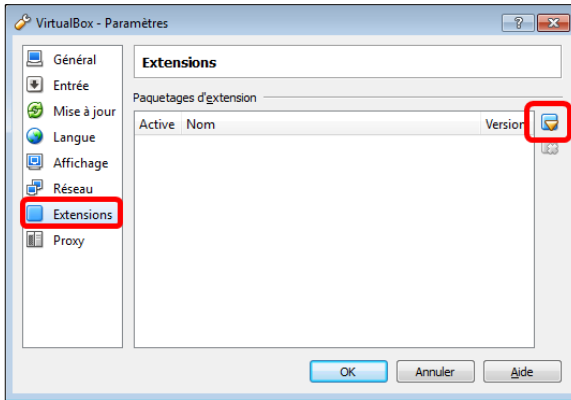 VirtualBox - Paramètres
Général
Entrée
Mise à jour
Langue
Affichage
Réseau
Extensions
Proxy
Extensions
Paquetages d'extension
Active Nom Version
OK Annuler Aide